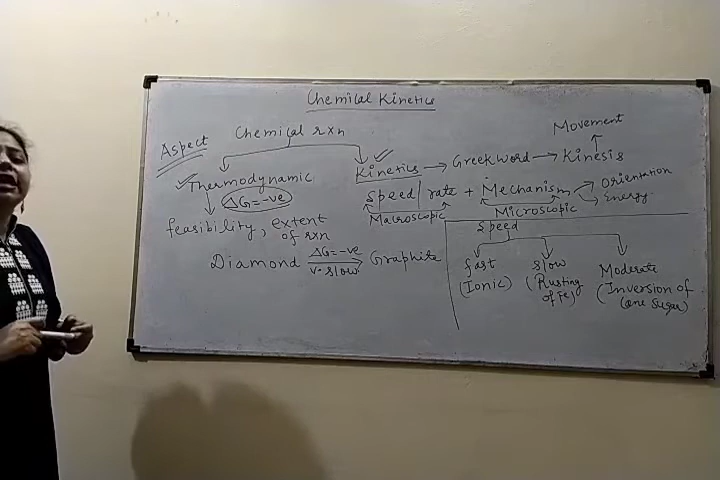 Chemical Kinetics
Aspect
Chemical rxn
Movement
Thermodynamic
Kinetics → Greek word → Kinesis
ΔG = -ve
Speed / rate + Mechanism
Orientation
Energy
Macroscopic
Microscopic
feasibility, extent
of rxn
Diamond ΔG = -ve Graphite
v. slow
Speed
fast
(Ionic)
Slow
(Rusting
of Fe)
Moderate
(Inversion of
Cane Sugar)